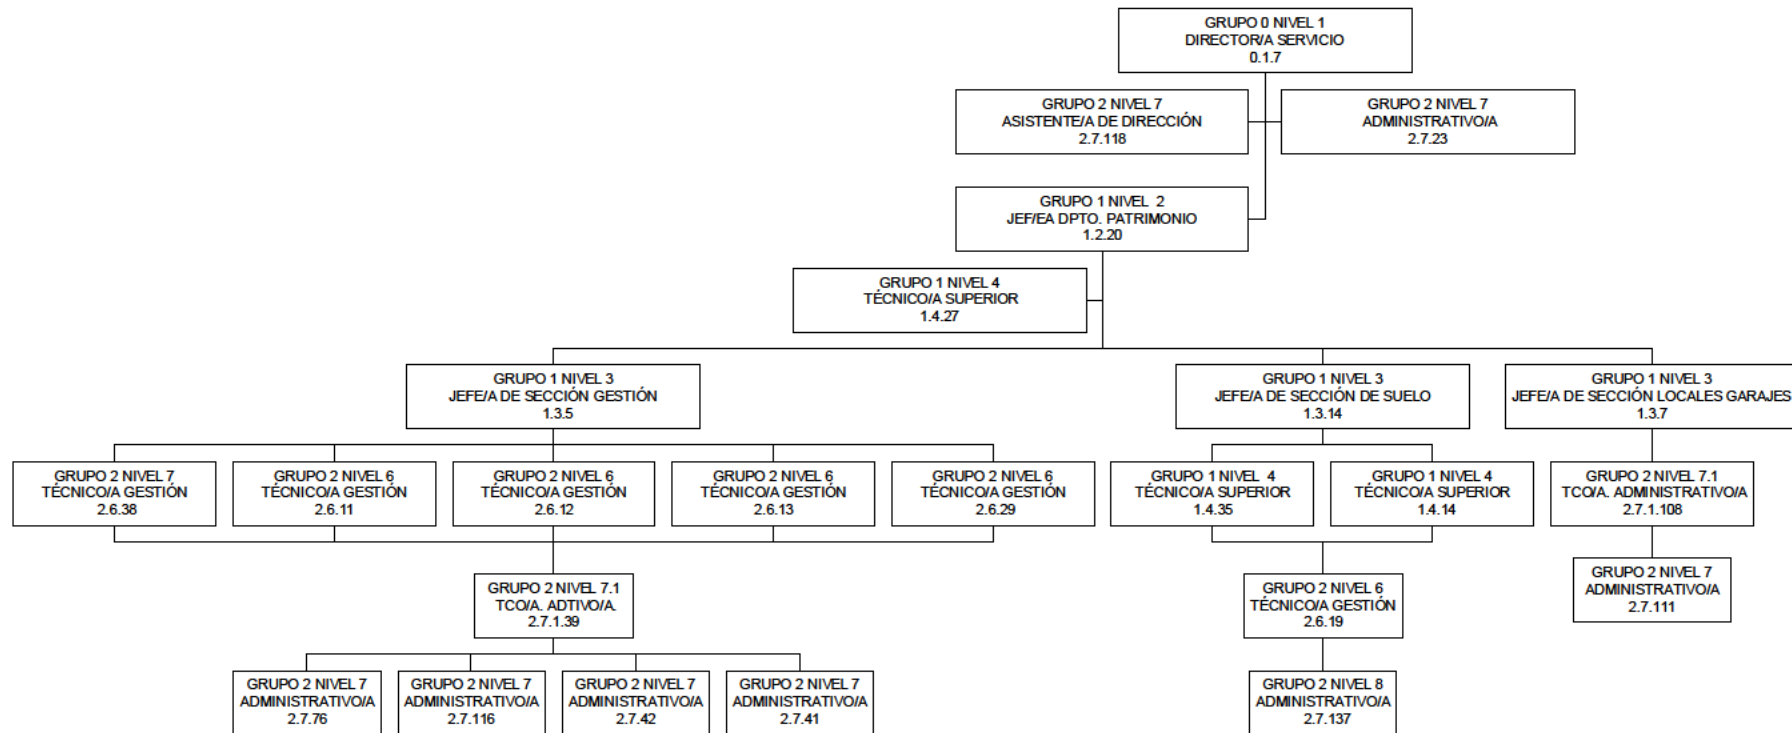 GRUPO 0 NIVEL 1
DIRECTOR/A SERVICIO
0.1.7
GRUPO 2 NIVEL 7
ASISTENTE/A DE DIRECCIÓN
2.7.118
GRUPO 2 NIVEL 7
ADMINISTRATIVO/A
2.7.23
GRUPO 1 NIVEL 2
JEF/EA DPTO. PATRIMONIO
1.2.20
GRUPO 1 NIVEL 4
TÉCNICO/A SUPERIOR
1.4.27
GRUPO 1 NIVEL 3
JEFE/A DE SECCIÓN GESTIÓN
1.3.5
GRUPO 1 NIVEL 3
JEFE/A DE SECCIÓN DE SUELO
1.3.14
GRUPO 1 NIVEL 3
JEFE/A DE SECCIÓN LOCALES GARAJES
1.3.7
GRUPO 2 NIVEL 7
TÉCNICO/A GESTIÓN
2.6.38
GRUPO 2 NIVEL 6
TÉCNICO/A GESTIÓN
2.6.11
GRUPO 2 NIVEL 6
TÉCNICO/A GESTIÓN
2.6.12
GRUPO 2 NIVEL 6
TÉCNICO/A GESTIÓN
2.6.13
GRUPO 2 NIVEL 6
TÉCNICO/A GESTIÓN
2.6.29
GRUPO 1 NIVEL 4
TÉCNICO/A SUPERIOR
1.4.35
GRUPO 1 NIVEL 4
TÉCNICO/A SUPERIOR
1.4.14
GRUPO 2 NIVEL 7.1
TCO/A. ADMINISTRATIVO/A
2.7.1.108
GRUPO 2 NIVEL 7.1
TCO/A. ADTIVO/A.
2.7.1.39
GRUPO 2 NIVEL 6
TÉCNICO/A GESTIÓN
2.6.19
GRUPO 2 NIVEL 7
ADMINISTRATIVO/A
2.7.111
GRUPO 2 NIVEL 7
ADMINISTRATIVO/A
2.7.76
GRUPO 2 NIVEL 7
ADMINISTRATIVO/A
2.7.116
GRUPO 2 NIVEL 7
ADMINISTRATIVO/A
2.7.42
GRUPO 2 NIVEL 7
ADMINISTRATIVO/A
2.7.41
GRUPO 2 NIVEL 8
ADMINISTRATIVO/A
2.7.137